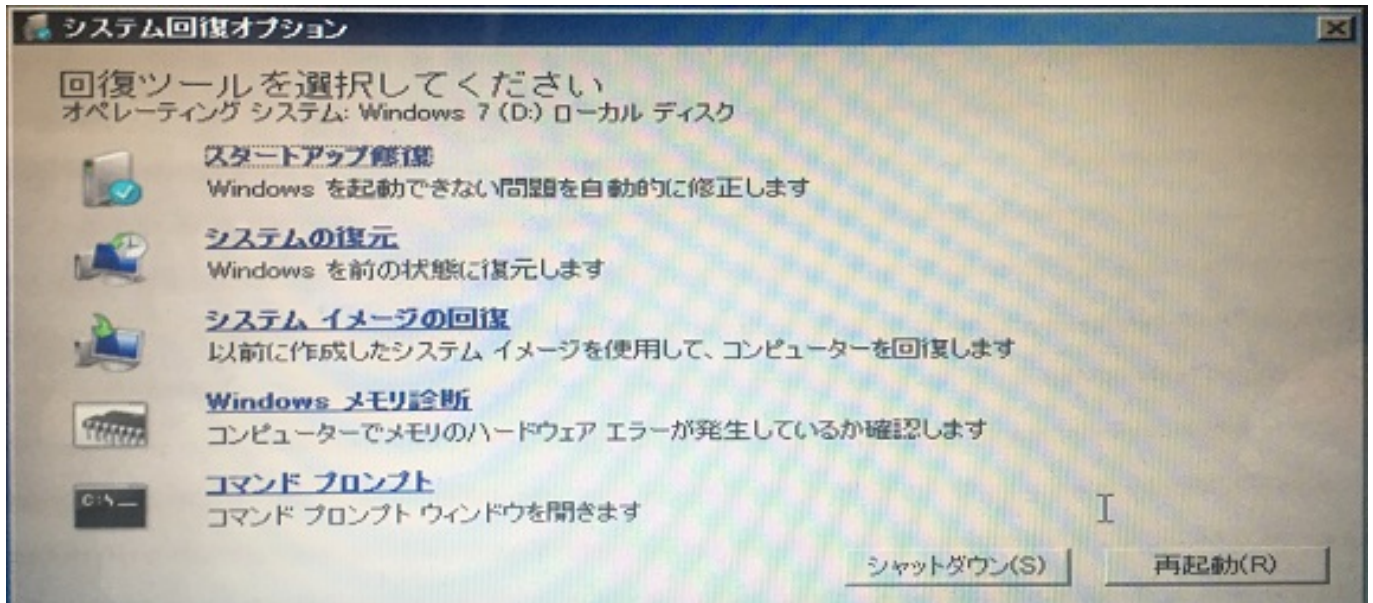 システム回復オプション
回復ツールを選択してください
オペレーティング システム: Windows 7 (D:) ローカル ディスク
スタートアップ修復
Windows を起動できない問題を自動的に修正します
システムの復元
Windows を前の状態に復元します
システム イメージの回復
以前に作成したシステム イメージを使用して、コンピューターを回復します
Windows メモリ診断
コンピューターでメモリのハードウェア エラーが発生しているか確認します
コマンド プロンプト
C:\_
コマンド プロンプト ウィンドウを開きます
シャットダウン(S)
再起動(R)